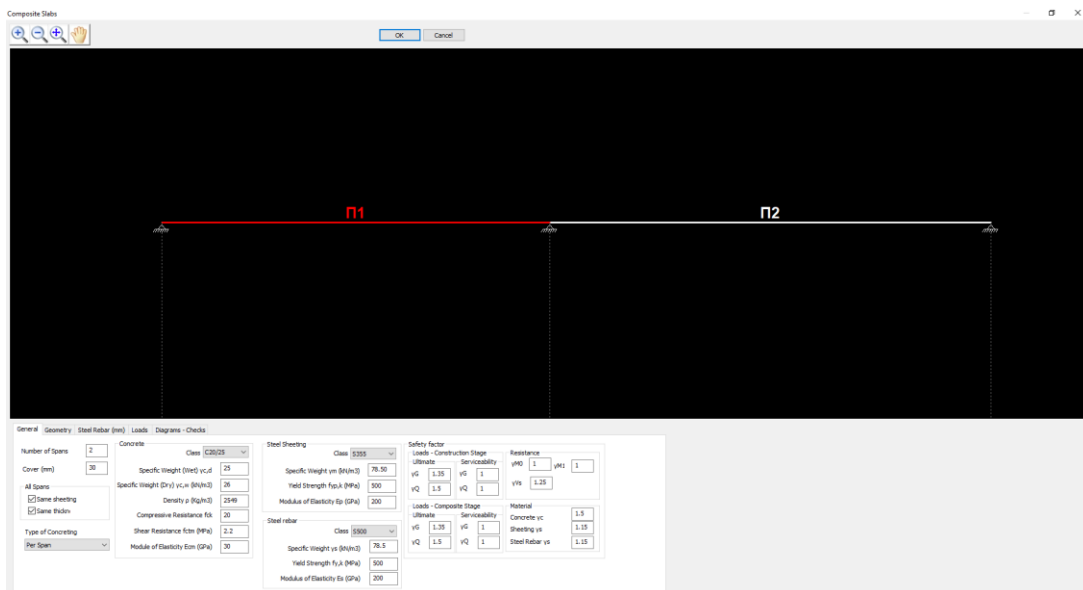 Composite Slabs
OK Cancel
Π1 Π2
General Geometry Steel Rebar (mm) Loads Diagrams - Checks
Number of Spans 2
Cover (mm) 30
All Spans
Same sheeting
Same thickn
Type of Concreting
Per Span
Concrete
Class C20/25
Specific Weight (Wet) γc,d 25
Specific Weight (Dry) γc,w (kN/m3) 26
Density ρ (Kg/m3) 2549
Compressive Resistance fck 20
Shear Resistance fctm (MPa) 2.2
Module of Elasticity Ecm (GPa) 30
Steel Sheeting
Class S355
Specific Weight γm (kN/m3) 78.50
Yield Strength fyp,k (MPa) 500
Modulus of Elasticity Ep (GPa) 200
Steel rebar
Class S500
Specific Weight γs (kN/m3) 78.5
Yield Strength fy,k (MPa) 500
Modulus of Elasticity Es (GPa) 200
Safety factor
Loads - Construction Stage
Ultimate Serviceability
γG 1.35 γG 1
γQ 1.5 γQ 1
Loads - Composite Stage
Ultimate Serviceability
γG 1.35 γG 1
γQ 1.5 γQ 1
Resistance
γM0 1 γM1 1
γVs 1.25
Material
Concrete γc 1.5
Sheeting γs 1.15
Steel Rebar γs 1.15